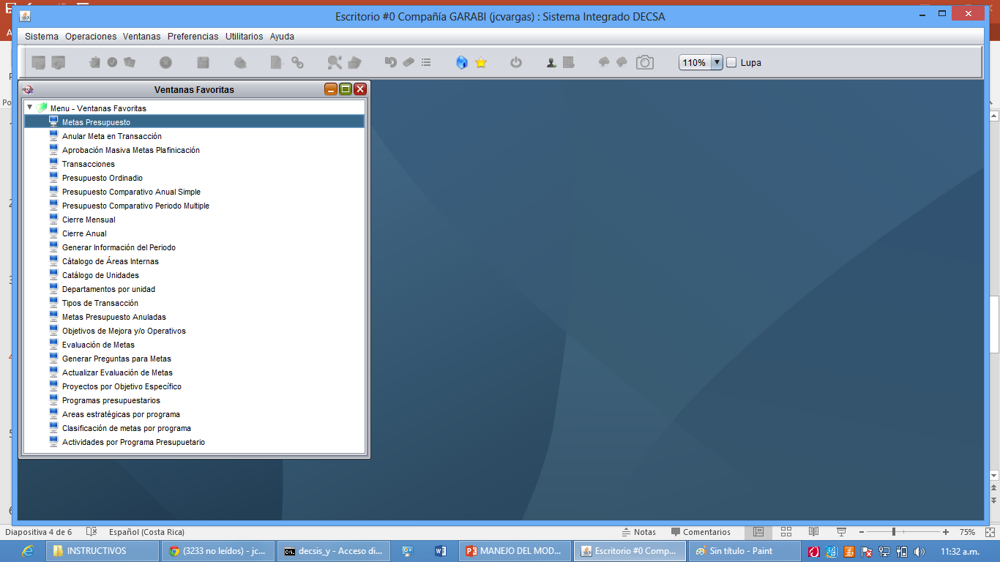 Escritorio #0 Compañía GARABI (jcvargas) : Sistema Integrado DECSA
Sistema Operaciones Ventanas Preferencias Utilitarios Ayuda
110% Lupa
Ventanas Favoritas
Menu - Ventanas Favoritas
Metas Presupuesto
Anular Meta en Transacción
Aprobación Masiva Metas Plafinicación
Transacciones
Presupuesto Ordinadio
Presupuesto Comparativo Anual Simple
Presupuesto Comparativo Periodo Multiple
Cierre Mensual
Cierre Anual
Generar Información del Periodo
Cátalogo de Áreas Internas
Catálogo de Unidades
Departamentos por unidad
Tipos de Transacción
Metas Presupuesto Anuladas
Objetivos de Mejora y/o Operativos
Evaluación de Metas
Generar Preguntas para Metas
Actualizar Evaluación de Metas
Proyectos por Objetivo Específico
Programas presupuestarios
Areas estratégicas por programa
Clasificación de metas por programa
Actividades por Programa Presupuetario
Diapositiva 4 de 6 Español (Costa Rica) Notas Comentarios 75%
INSTRUCTIVOS (3233 no leídos) - jc... decsis_y - Acceso di... MANEJO DEL MOD... Escritorio #0 Comp... Sin título - Paint 11:32 a.m.